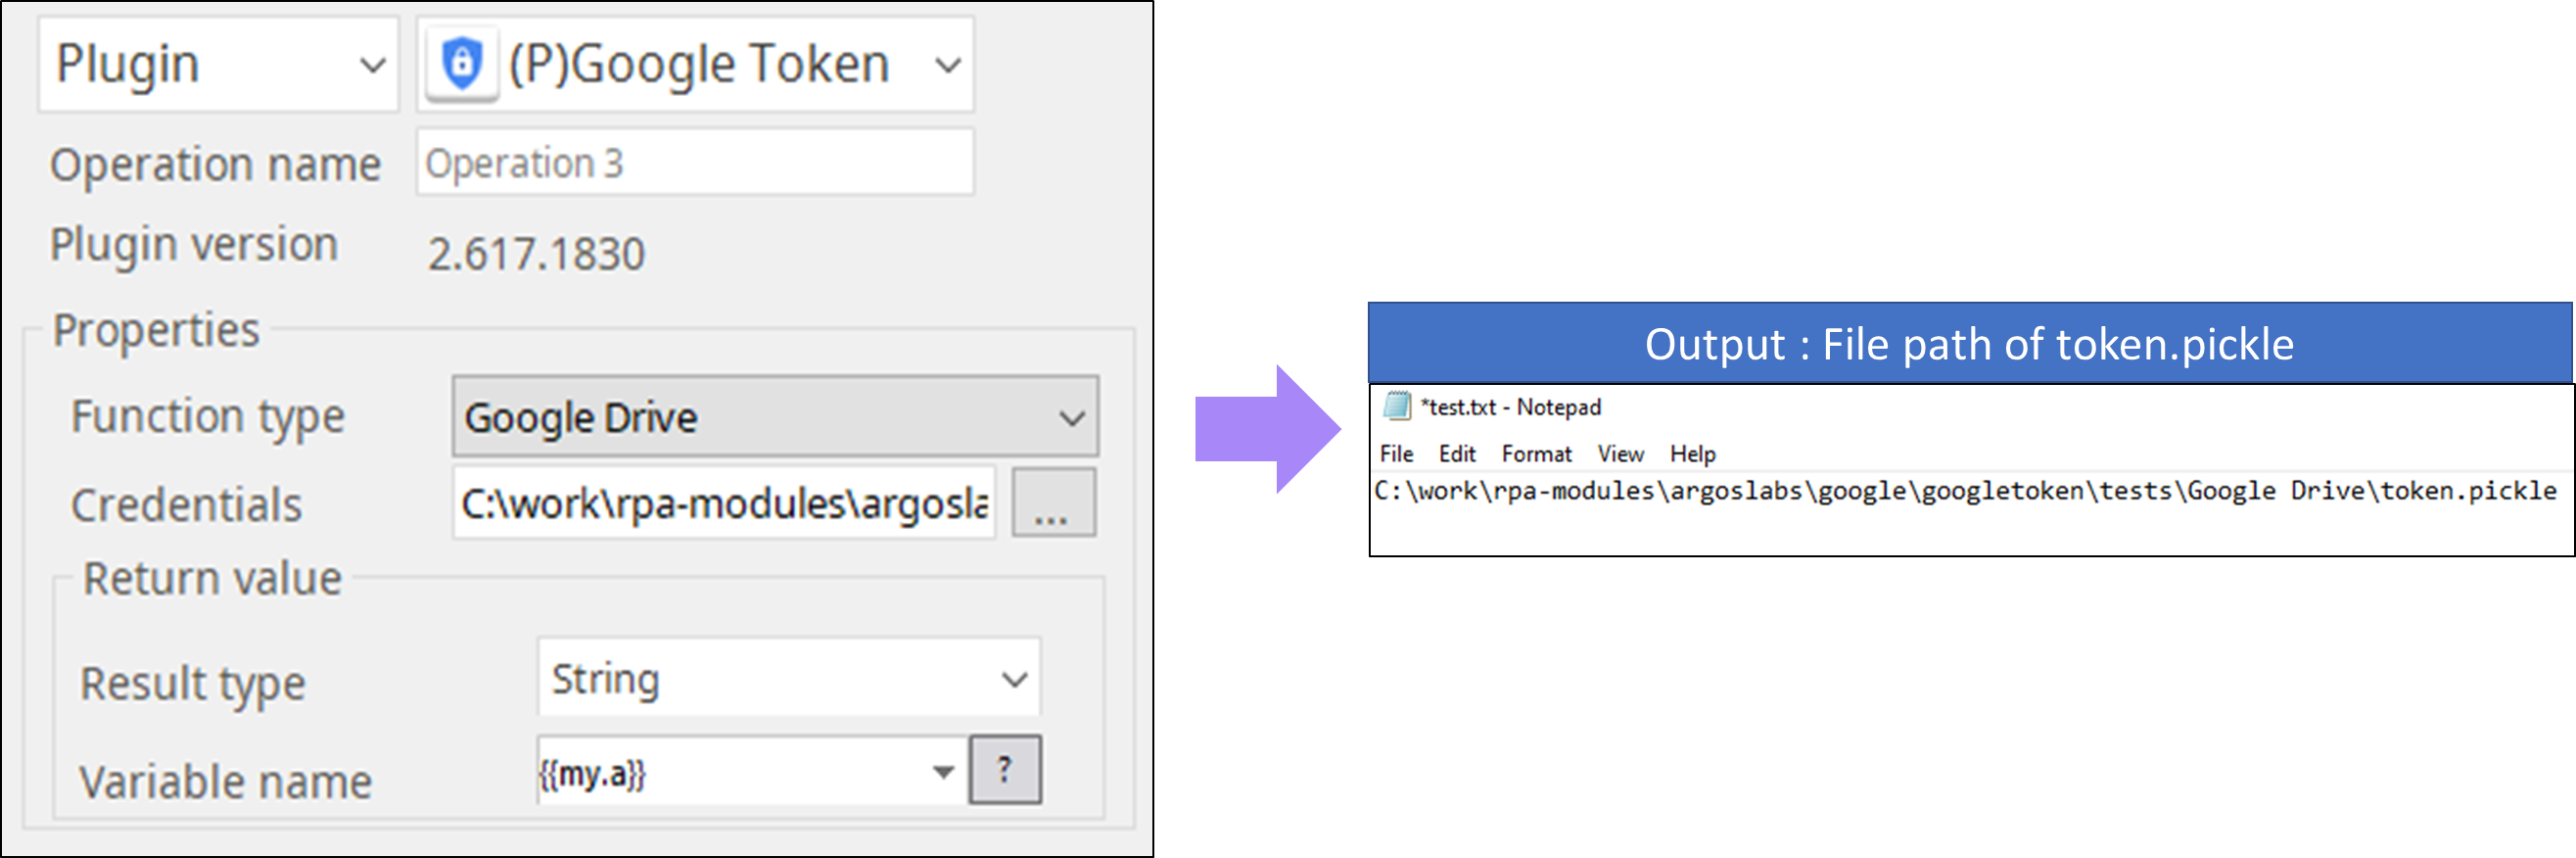 Plugin
(P)Google Token
Operation name
Operation 3
Plugin version
2.617.1830
Properties
Function type
Google Drive
Credentials
C:\work\rpa-modules\argosla
...
Return value
Result type
String
Variable name
{{my.a}}
?
Output : File path of token.pickle
*test.txt - Notepad
File Edit Format View Help
C:\work\rpa-modules\argoslabs\google\googletoken\tests\Google Drive\token.pickle